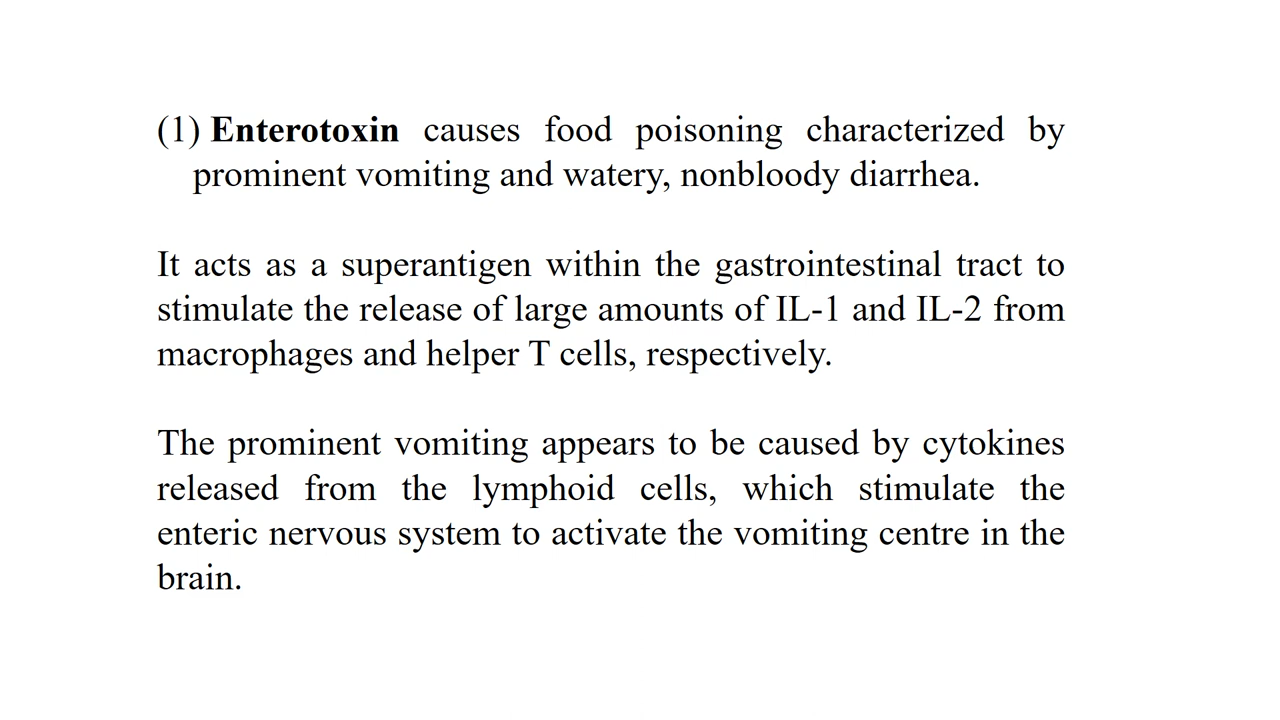 (1) Enterotoxin causes food poisoning characterized by
prominent vomiting and watery, nonbloody diarrhea.
It acts as a superantigen within the gastrointestinal tract to
stimulate the release of large amounts of IL-1 and IL-2 from
macrophages and helper T cells, respectively.
The prominent vomiting appears to be caused by cytokines
released from the lymphoid cells, which stimulate the
enteric nervous system to activate the vomiting centre in the
brain.